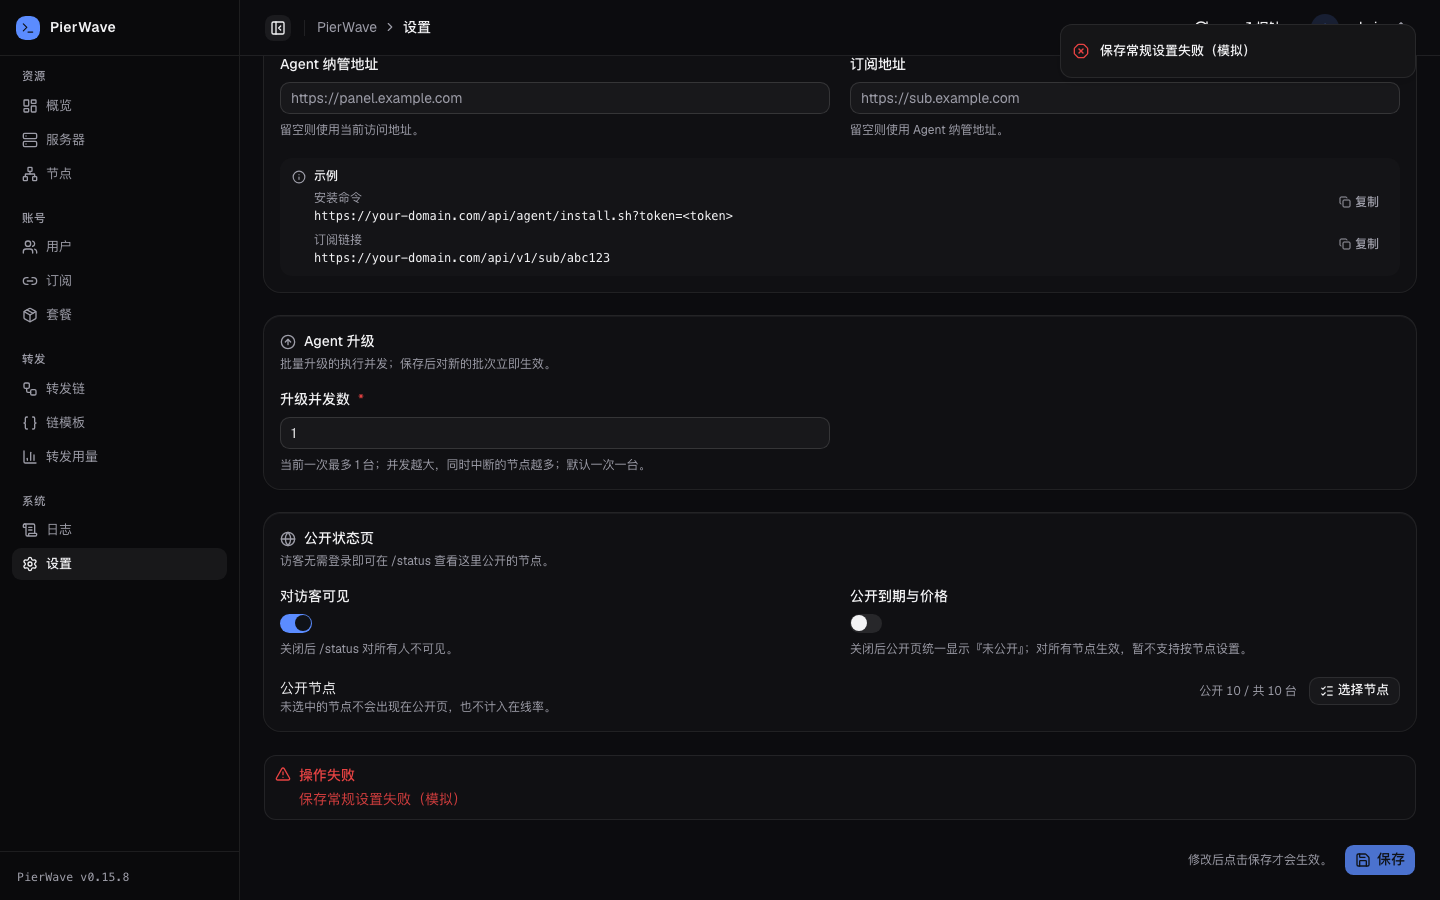 PierWave
PierWave > 设置
保存常规设置失败（模拟）
资源
概览
服务器
节点
账号
用户
订阅
套餐
转发
转发链
链模板
转发用量
系统
日志
设置
PierWave v0.15.8
Agent 纳管地址
https://panel.example.com
留空则使用当前访问地址。
订阅地址
https://sub.example.com
留空则使用 Agent 纳管地址。
示例
安装命令
https://your-domain.com/api/agent/install.sh?token=<token>
复制
订阅链接
https://your-domain.com/api/v1/sub/abc123
复制
Agent 升级
批量升级的执行并发；保存后对新的批次立即生效。
升级并发数 *
1
当前一次最多 1 台；并发越大，同时中断的节点越多；默认一次一台。
公开状态页
访客无需登录即可在 /status 查看这里公开的节点。
对访客可见
关闭后 /status 对所有人不可见。
公开到期与价格
关闭后公开页统一显示『未公开』；对所有节点生效，暂不支持按节点设置。
公开节点
未选中的节点不会出现在公开页，也不计入在线率。
公开 10 / 共 10 台
选择节点
操作失败
保存常规设置失败（模拟）
修改后点击保存才会生效。
保存